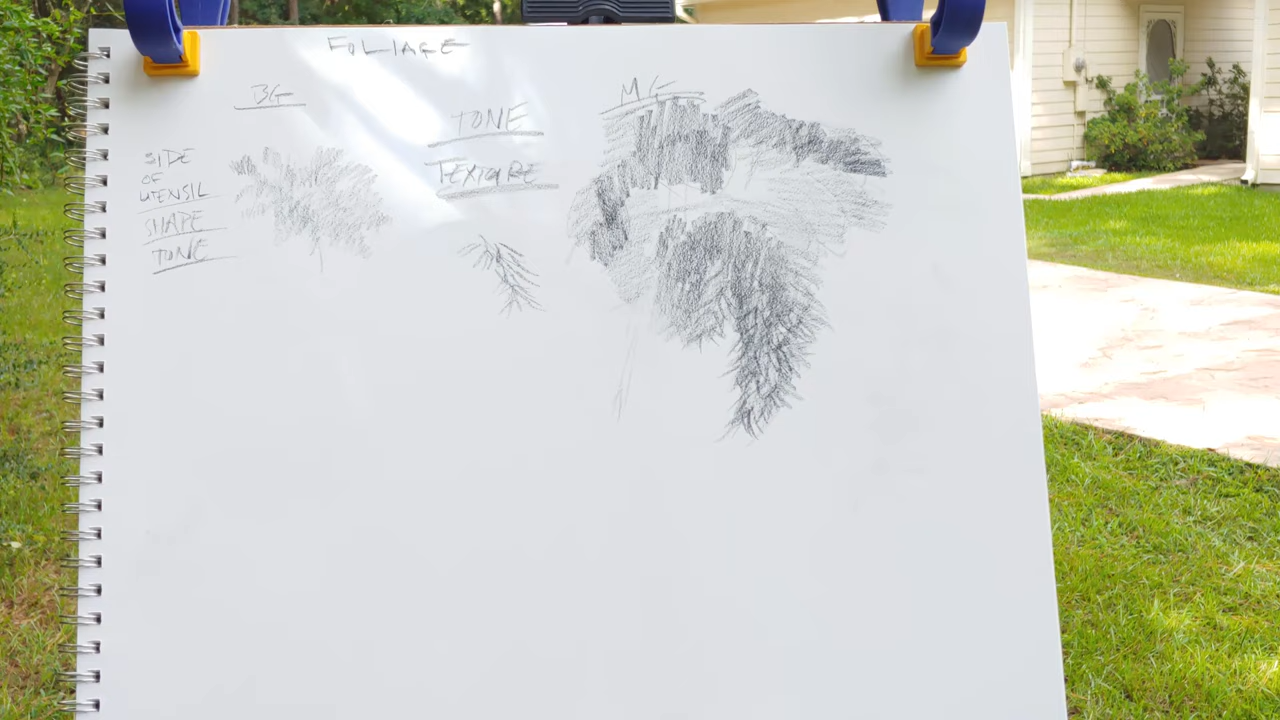 FOLIAGE
BG
SIDE
OF
UTENSIL
SHAPE
TONE
TONE
TEXTURE
MG